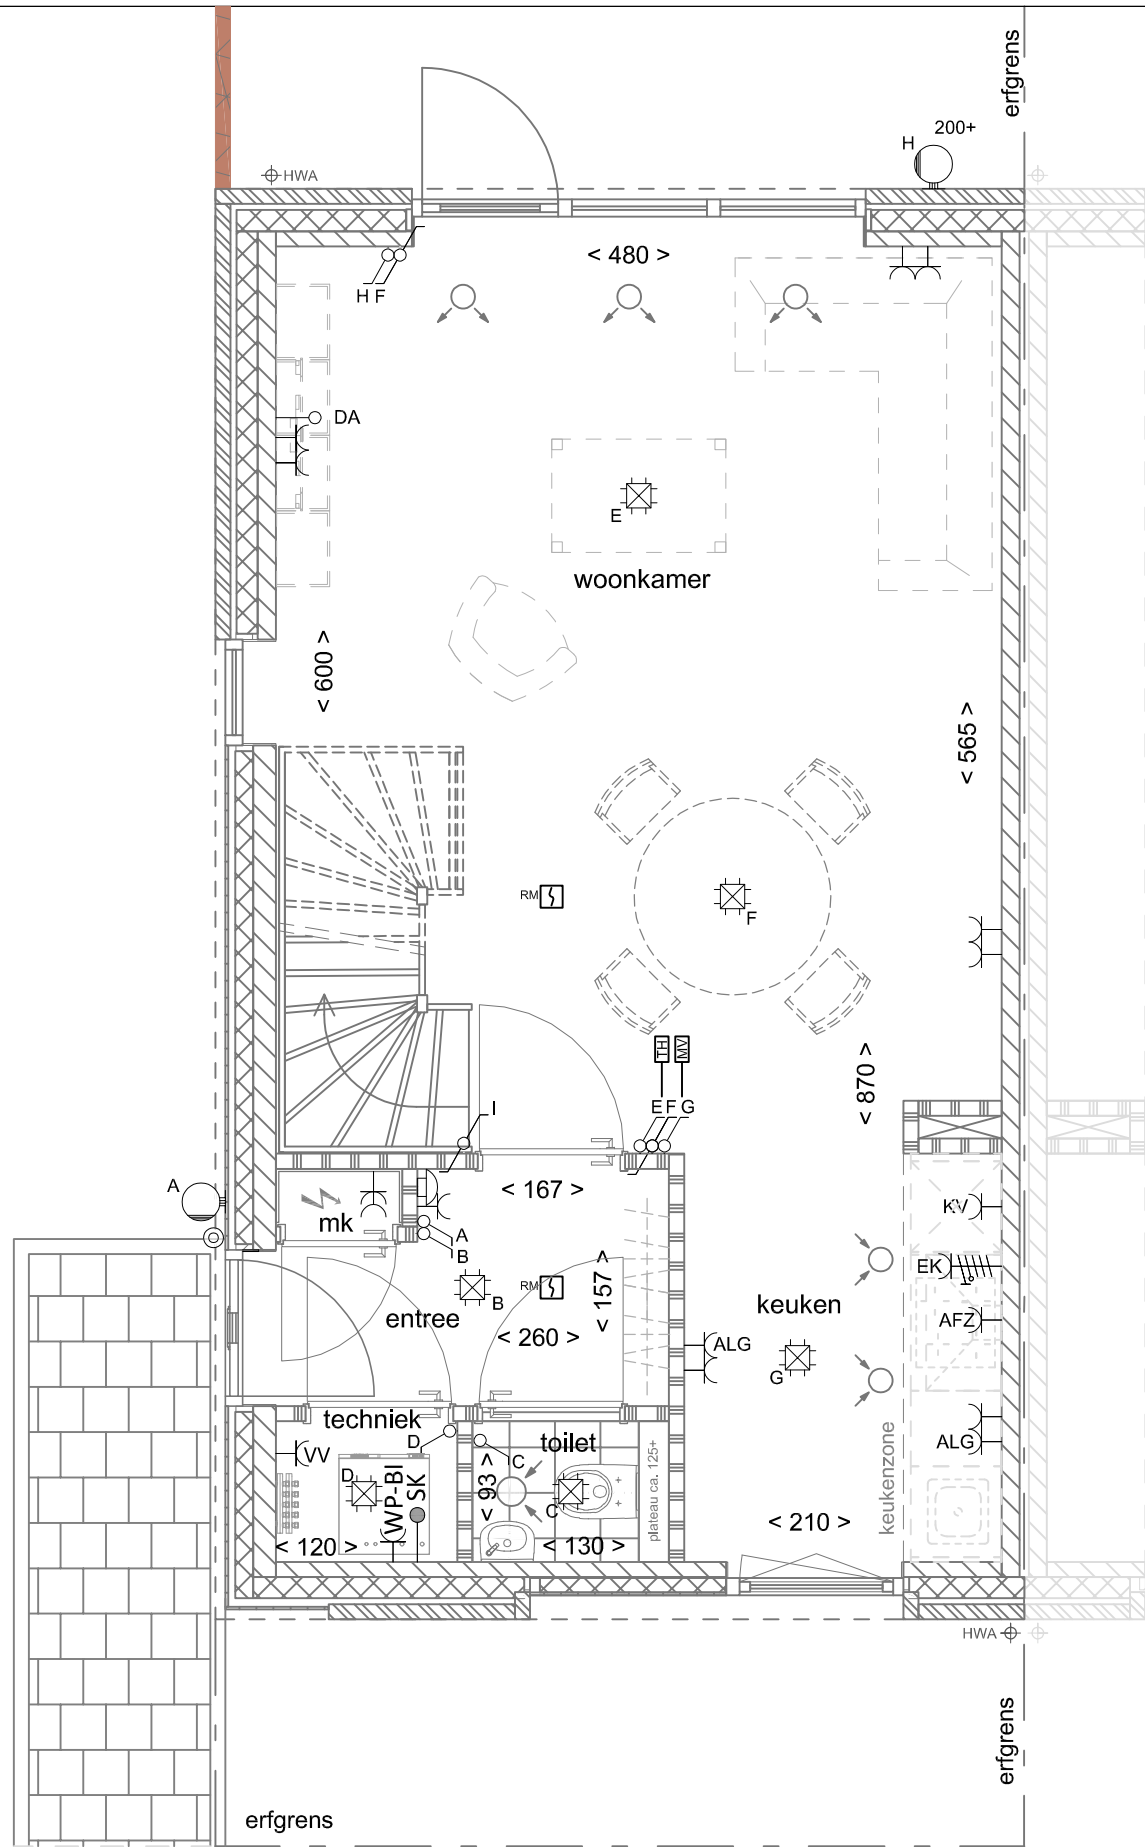 erfgrens
200+
H
HWA
< 480 >
H F
DA
E
woonkamer
< 600 >
< 565 >
RM
F
TH
MV
< 870 >
I
E F G
A
< 167 >
mk
A
B
KV
EK
RM
B
entree
< 157 >
keuken
AFZ
< 260 >
ALG
G
techniek
D
toilet
C
VV
ALG
D
WP-BI
SK
< 93 >
C
plateau ca. 125+
keukenzone
< 120 >
< 130 >
< 210 >
HWA
erfgrens
erfgrens